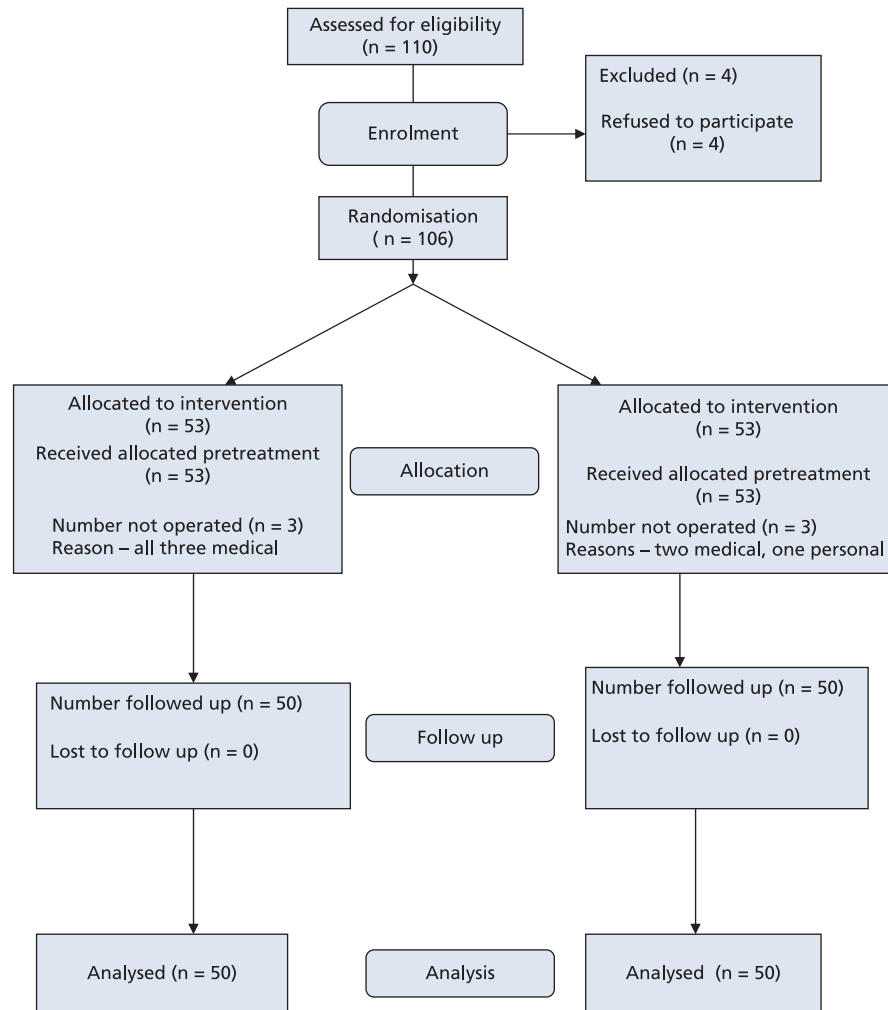 Assessed for eligibility
(n = 110)
Excluded (n = 4)
Refused to participate
(n = 4)
Enrolment
Randomisation
( n = 106)
Allocated to intervention
(n = 53)
Received allocated pretreatment
(n = 53)
Number not operated (n = 3)
Reason – all three medical
Allocation
Allocated to intervention
(n = 53)
Received allocated pretreatment
(n = 53)
Number not operated (n = 3)
Reasons – two medical, one personal
Number followed up (n = 50)
Lost to follow up (n = 0)
Follow up
Number followed up (n = 50)
Lost to follow up (n = 0)
Analysed (n = 50)
Analysis
Analysed (n = 50)